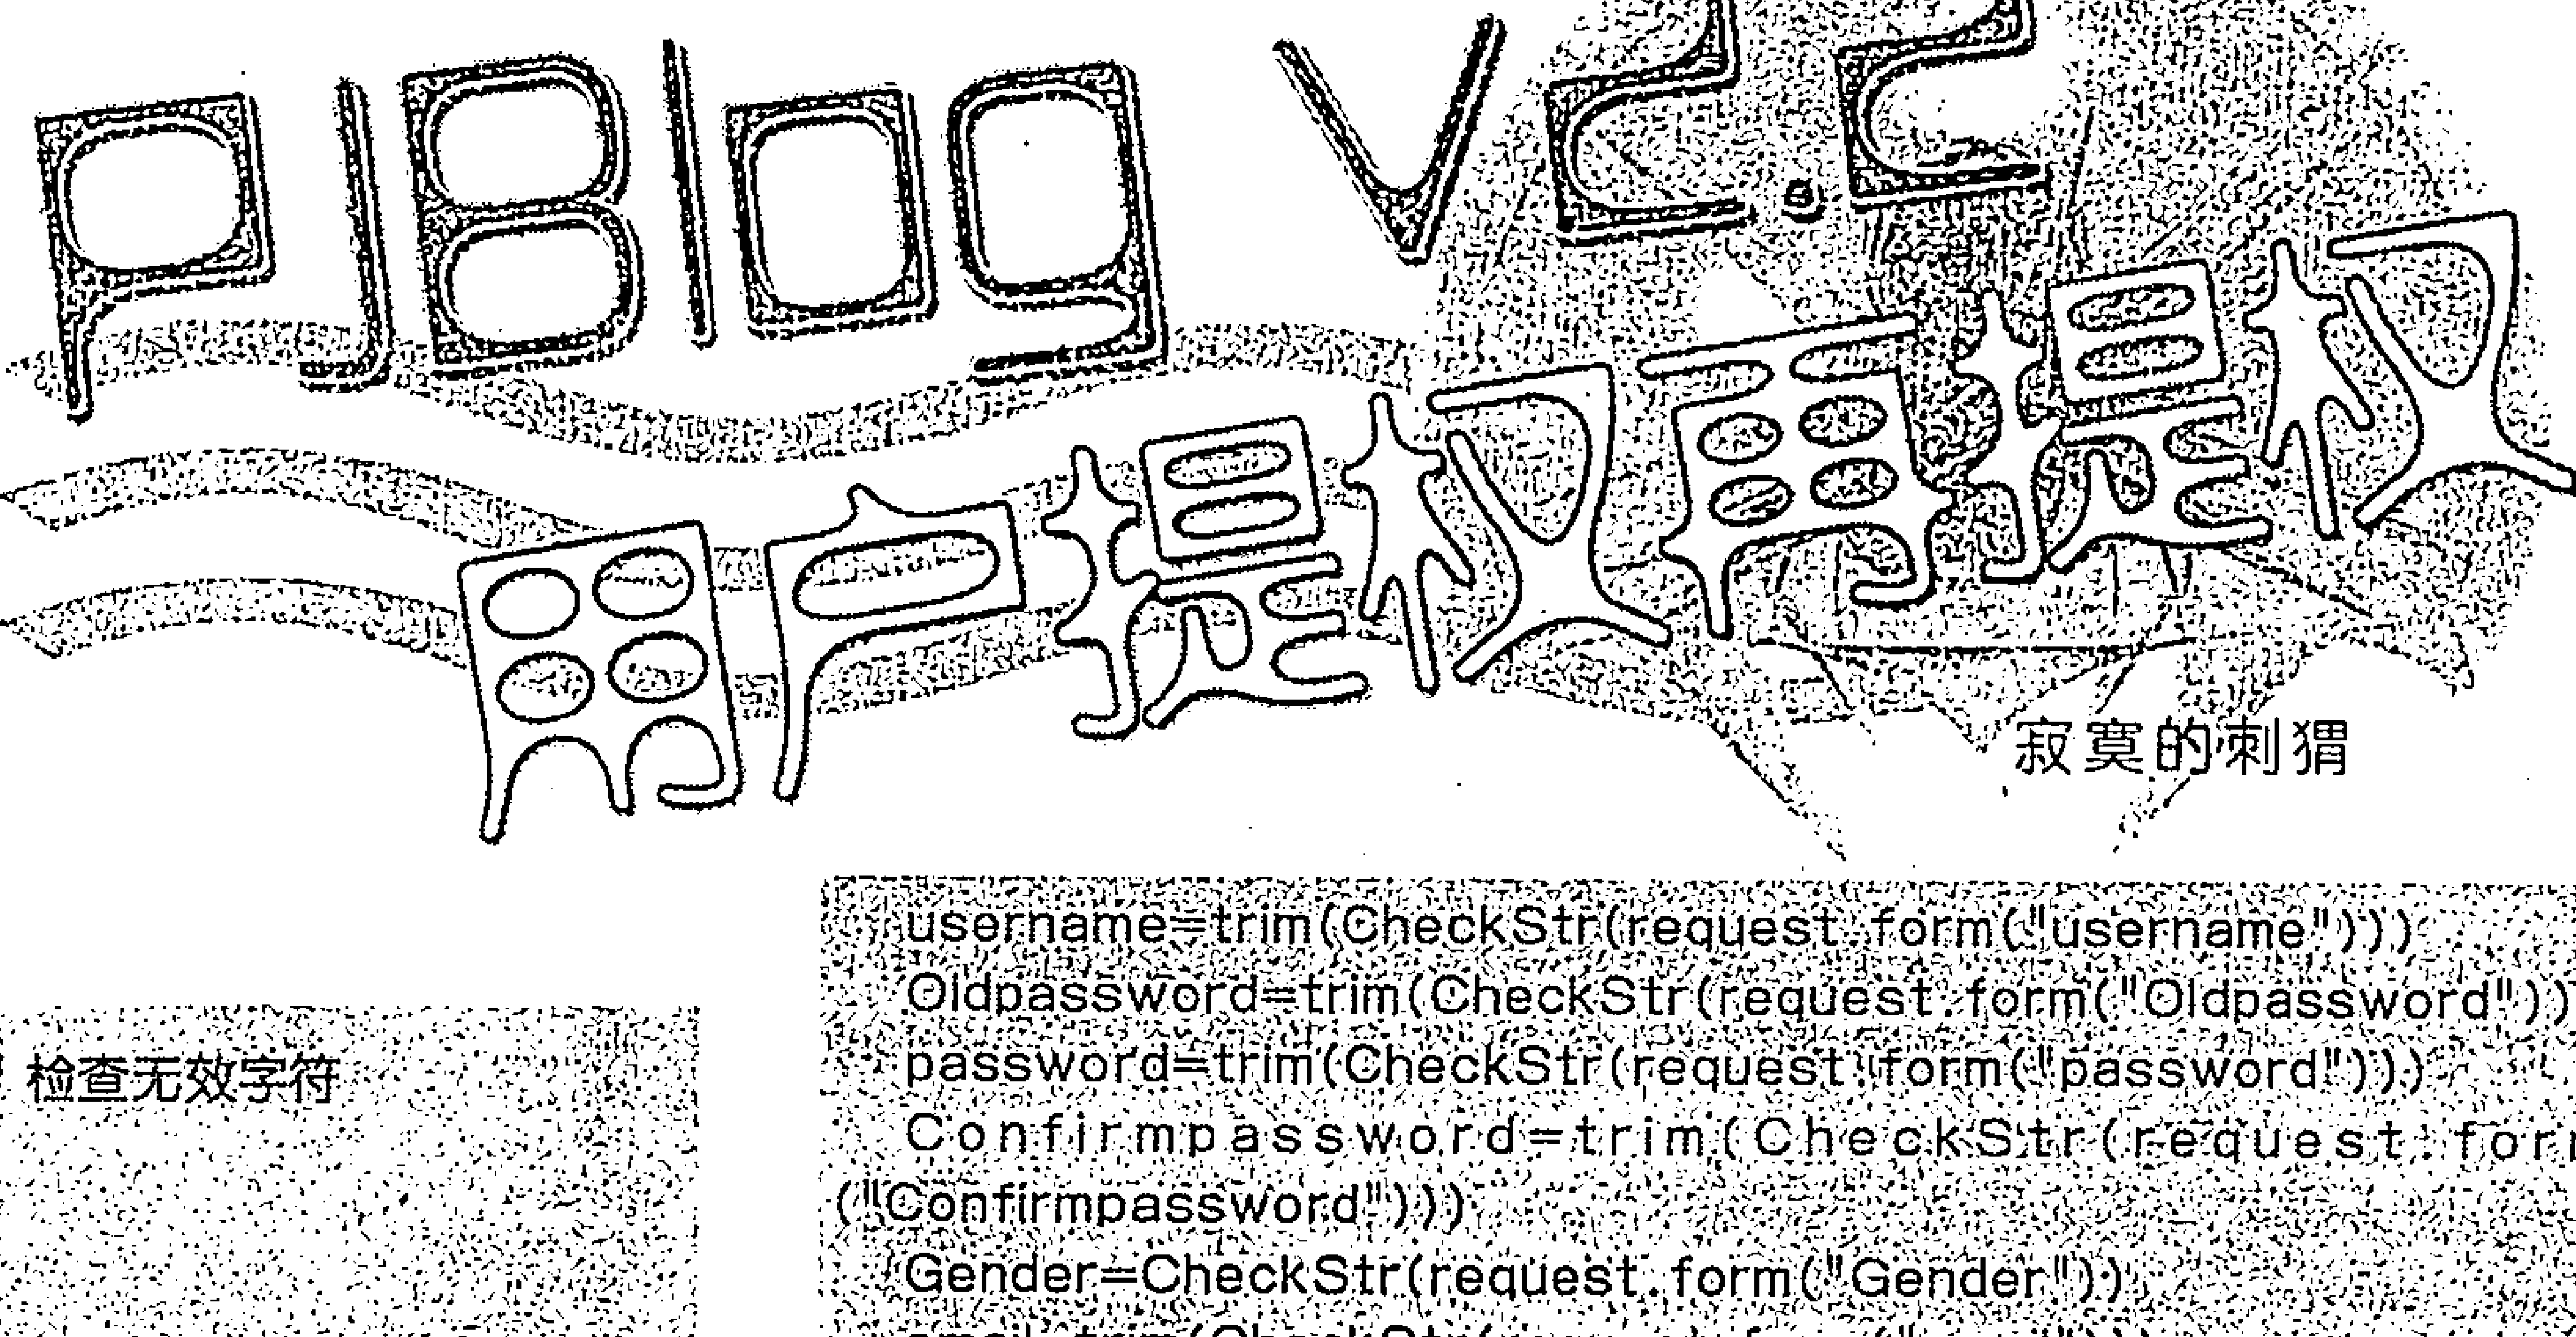 PJBlog V2.2
用户提权再提权
寂寞的刺猬
username=trim(CheckStr(request.form("username")))
Oldpassword=trim(CheckStr(request.form("Oldpassword"))
password=trim(CheckStr(request.form("password")))
Confirmpassword=trim(CheckStr(request.for
("Confirmpassword")))
Gender=CheckStr(request.form("Gender"))
检查无效字符